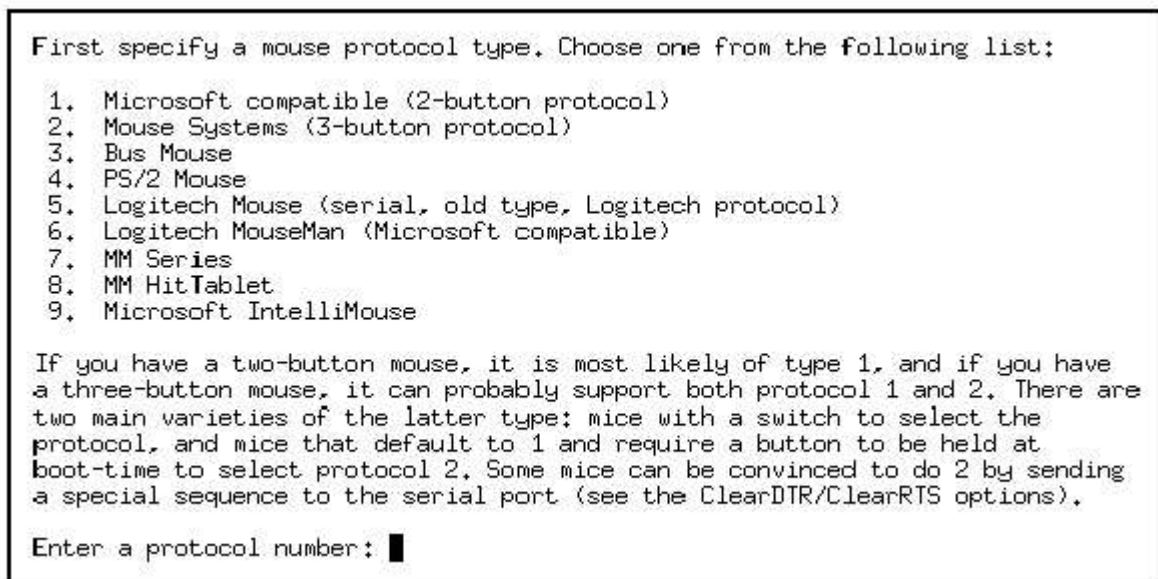 First specify a mouse protocol type. Choose one from the following list:
1. Microsoft compatible (2-button protocol)
2. Mouse Systems (3-button protocol)
3. Bus Mouse
4. PS/2 Mouse
5. Logitech Mouse (serial, old type, Logitech protocol)
6. Logitech MouseMan (Microsoft compatible)
7. MM Series
8. MM HitTablet
9. Microsoft IntelliMouse
If you have a two-button mouse, it is most likely of type 1, and if you have
a three-button mouse, it can probably support both protocol 1 and 2. There are
two main varieties of the latter type: mice with a switch to select the
protocol, and mice that default to 1 and require a button to be held at
boot-time to select protocol 2. Some mice can be convinced to do 2 by sending
a special sequence to the serial port (see the ClearDTR/ClearRTS options).
Enter a protocol number: